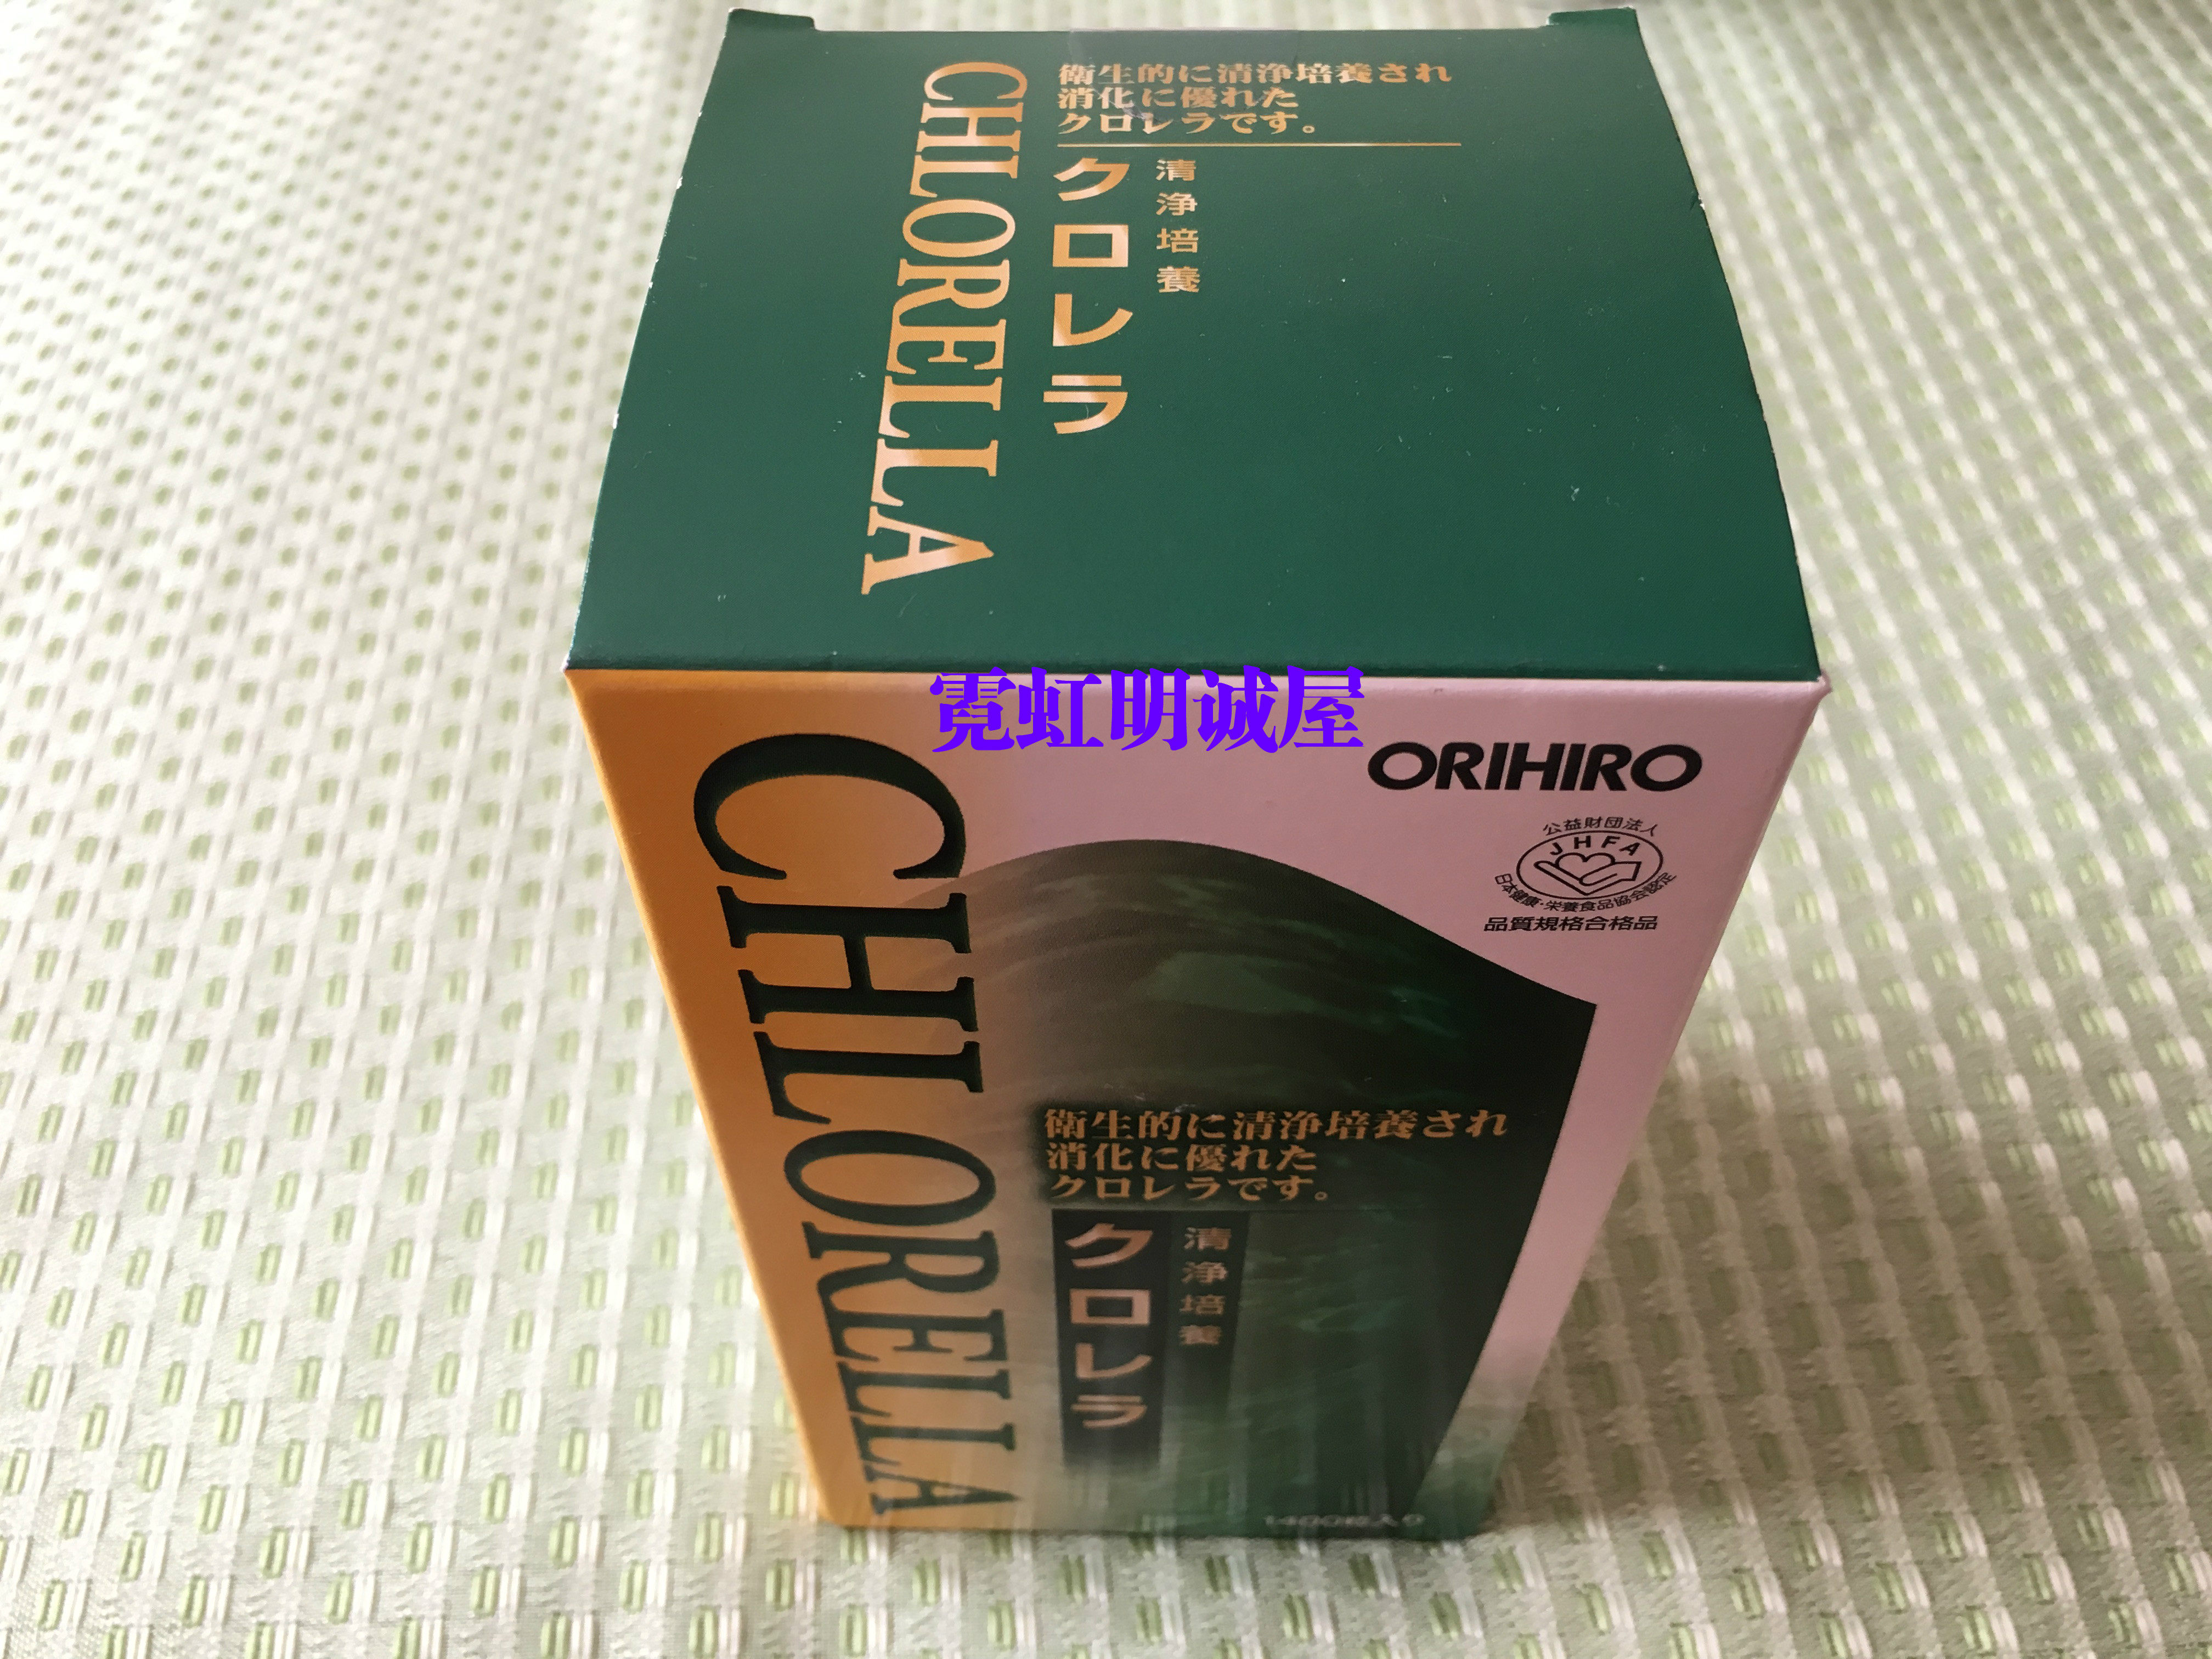 衛生的に清浄培養され
消化に優れた
クロレラです。
清浄培養
クロレラ
CHLORELLA
霓虹明诚屋
ORIHIRO
公益財団法人
JHFA
日本健康・栄養食品協会認定
品質規格合格品
CHLORELLA
衛生的に清浄培養され
消化に優れた
クロレラです。
清浄培養
クロレラ